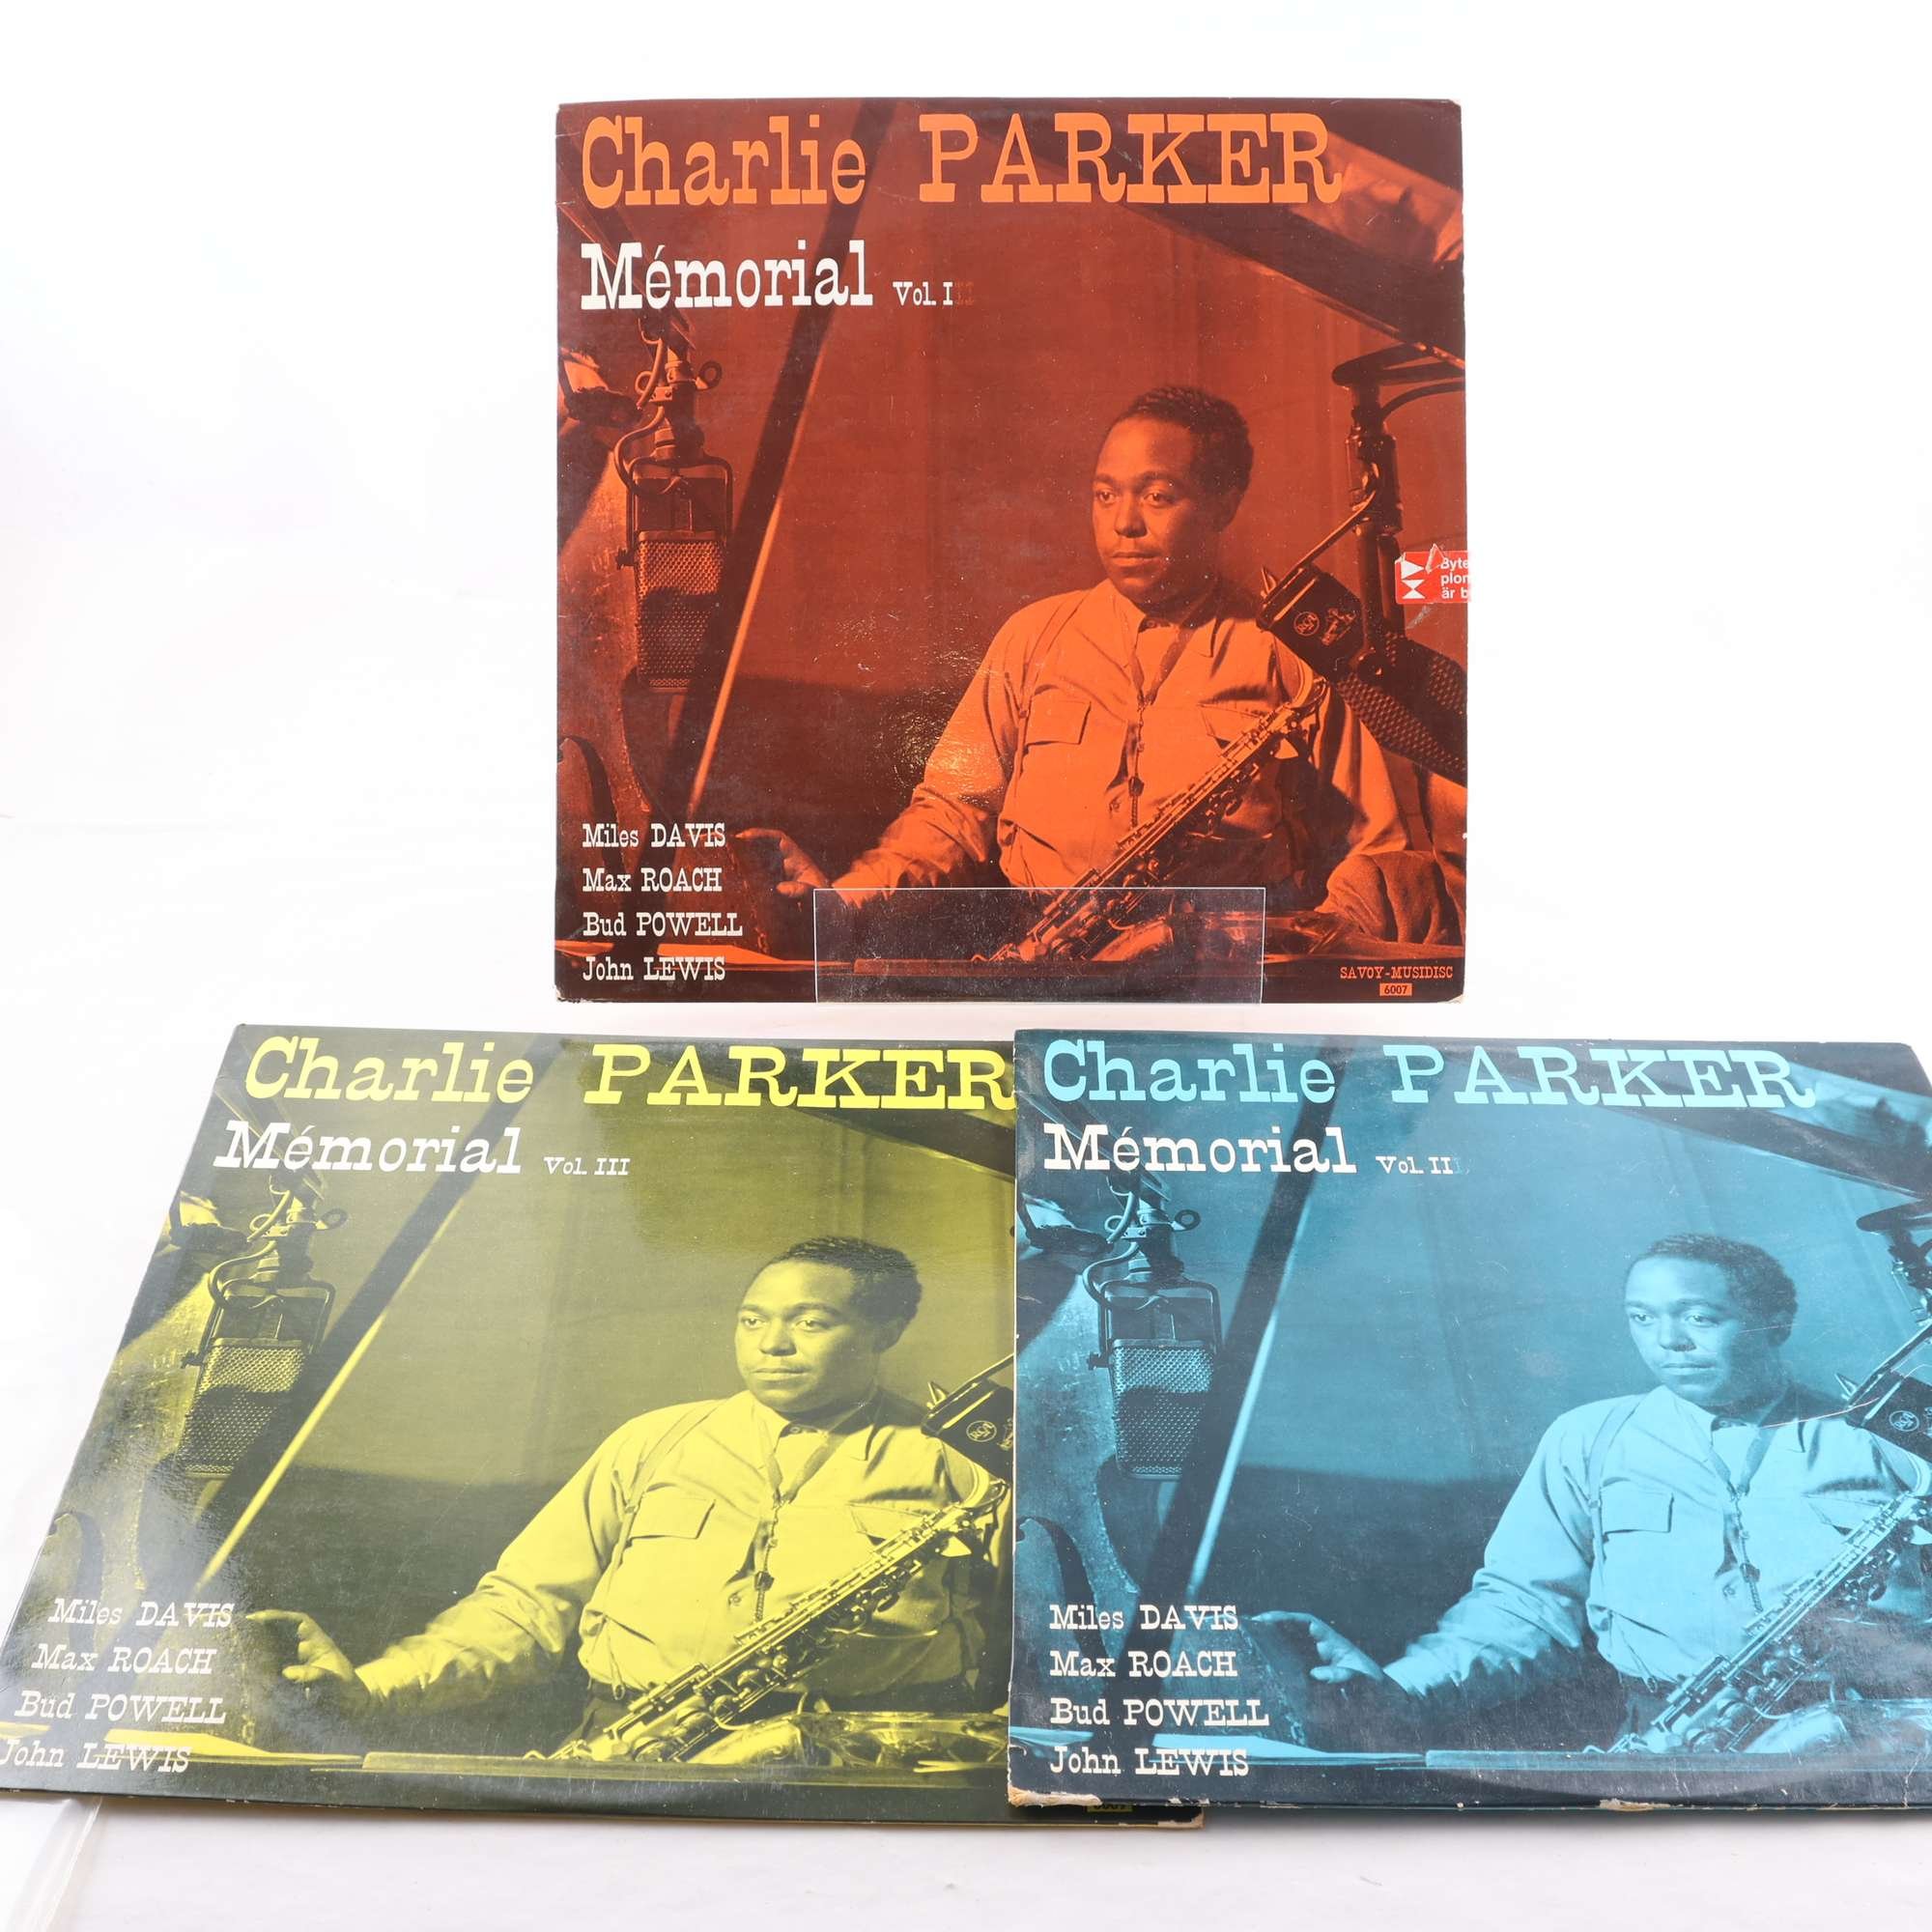 Charlie PARKER
Mémorial Vol. I
Byte
är b
Miles DAVIS
Max ROACH
Bud POWELL
John LEWIS
SAVOY-MUSIDISC
6007
Charlie PARKER
Mémorial Vol. III
RCA
Miles DAVIS
Max ROACH
Bud POWELL
John LEWIS
Charlie PARKER
Mémorial Vol. II
Miles DAVIS
Max ROACH
Bud POWELL
John LEWIS